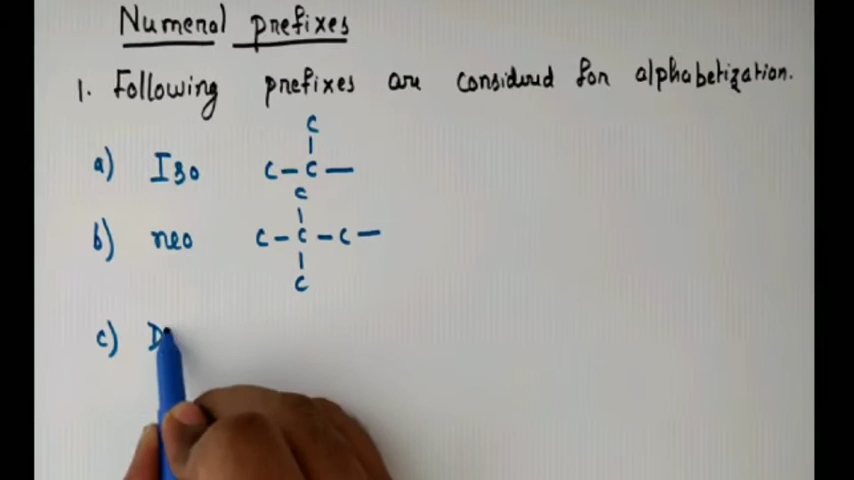 Numeral prefixes
1. Following prefixes are considered for alphabetization.
C
|
a) Iso C – C –
C
|
b) neo C – C – C –
|
C
c) D